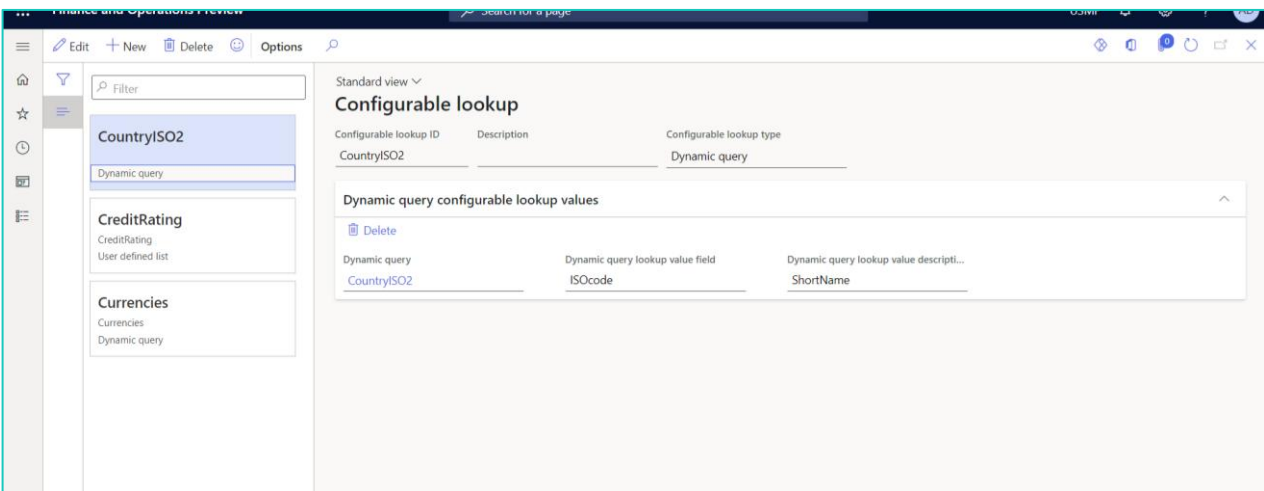 Finance and Operations Preview
Search for a page
USMF
?
Edit
New
Delete
Options
0
Filter
CountryISO2
Dynamic query
CreditRating
CreditRating
User defined list
Currencies
Currencies
Dynamic query
Standard view
Configurable lookup
Configurable lookup ID Description Configurable lookup type
CountryISO2 Dynamic query
Dynamic query configurable lookup values
Delete
Dynamic query Dynamic query lookup value field Dynamic query lookup value descripti...
CountryISO2 ISOcode ShortName